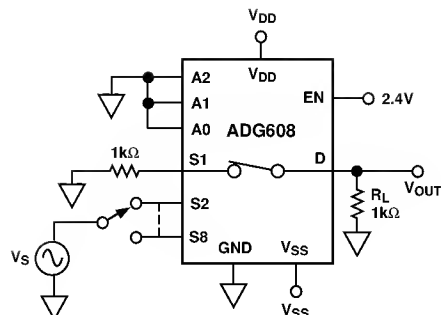 VDD
VDD
A2
A1
A0
EN
2.4V
ADG608
1kΩ
S1
D
VOUT
RL
1kΩ
S2
S8
VS
GND
VSS
VSS